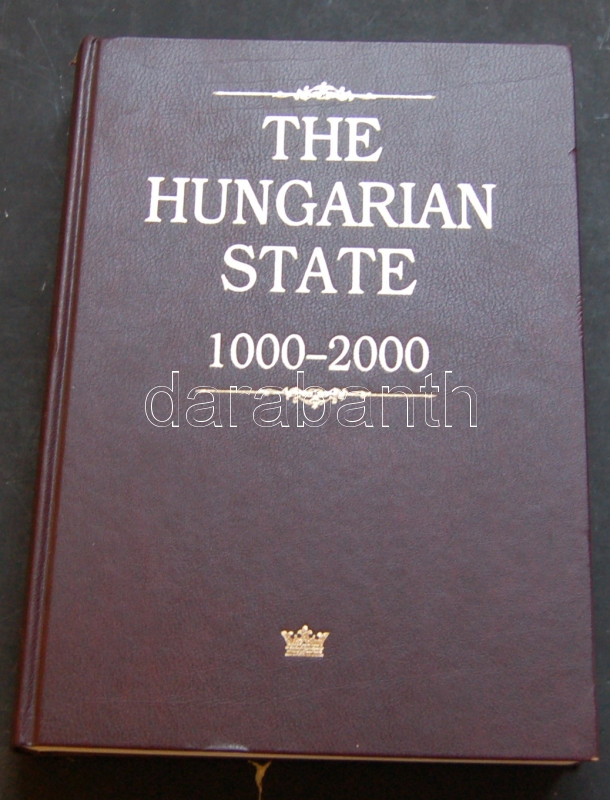 THE
HUNGARIAN
STATE
1000–2000
darabanth